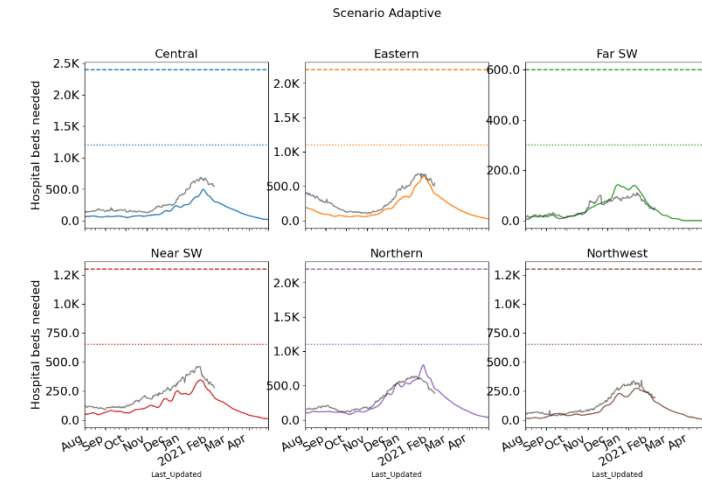 Scenario Adaptive
Central
Eastern
Far SW
Hospital beds needed
2.5K
2.0K
1.5K
1.0K
500.0
0.0
2.0K
1.5K
1.0K
500.0
0.0
600.0
400.0
200.0
0.0
Near SW
Northern
Northwest
Hospital beds needed
1.2K
1.0K
750.0
500.0
250.0
0.0
2.0K
1.5K
1.0K
500.0
0.0
1.2K
1.0K
750.0
500.0
250.0
0.0
Aug Sep Oct Nov Dec Jan 2021 Feb Mar Apr
Aug Sep Oct Nov Dec Jan 2021 Feb Mar Apr
Aug Sep Oct Nov Dec Jan 2021 Feb Mar Apr
Last_Updated
Last_Updated
Last_Updated